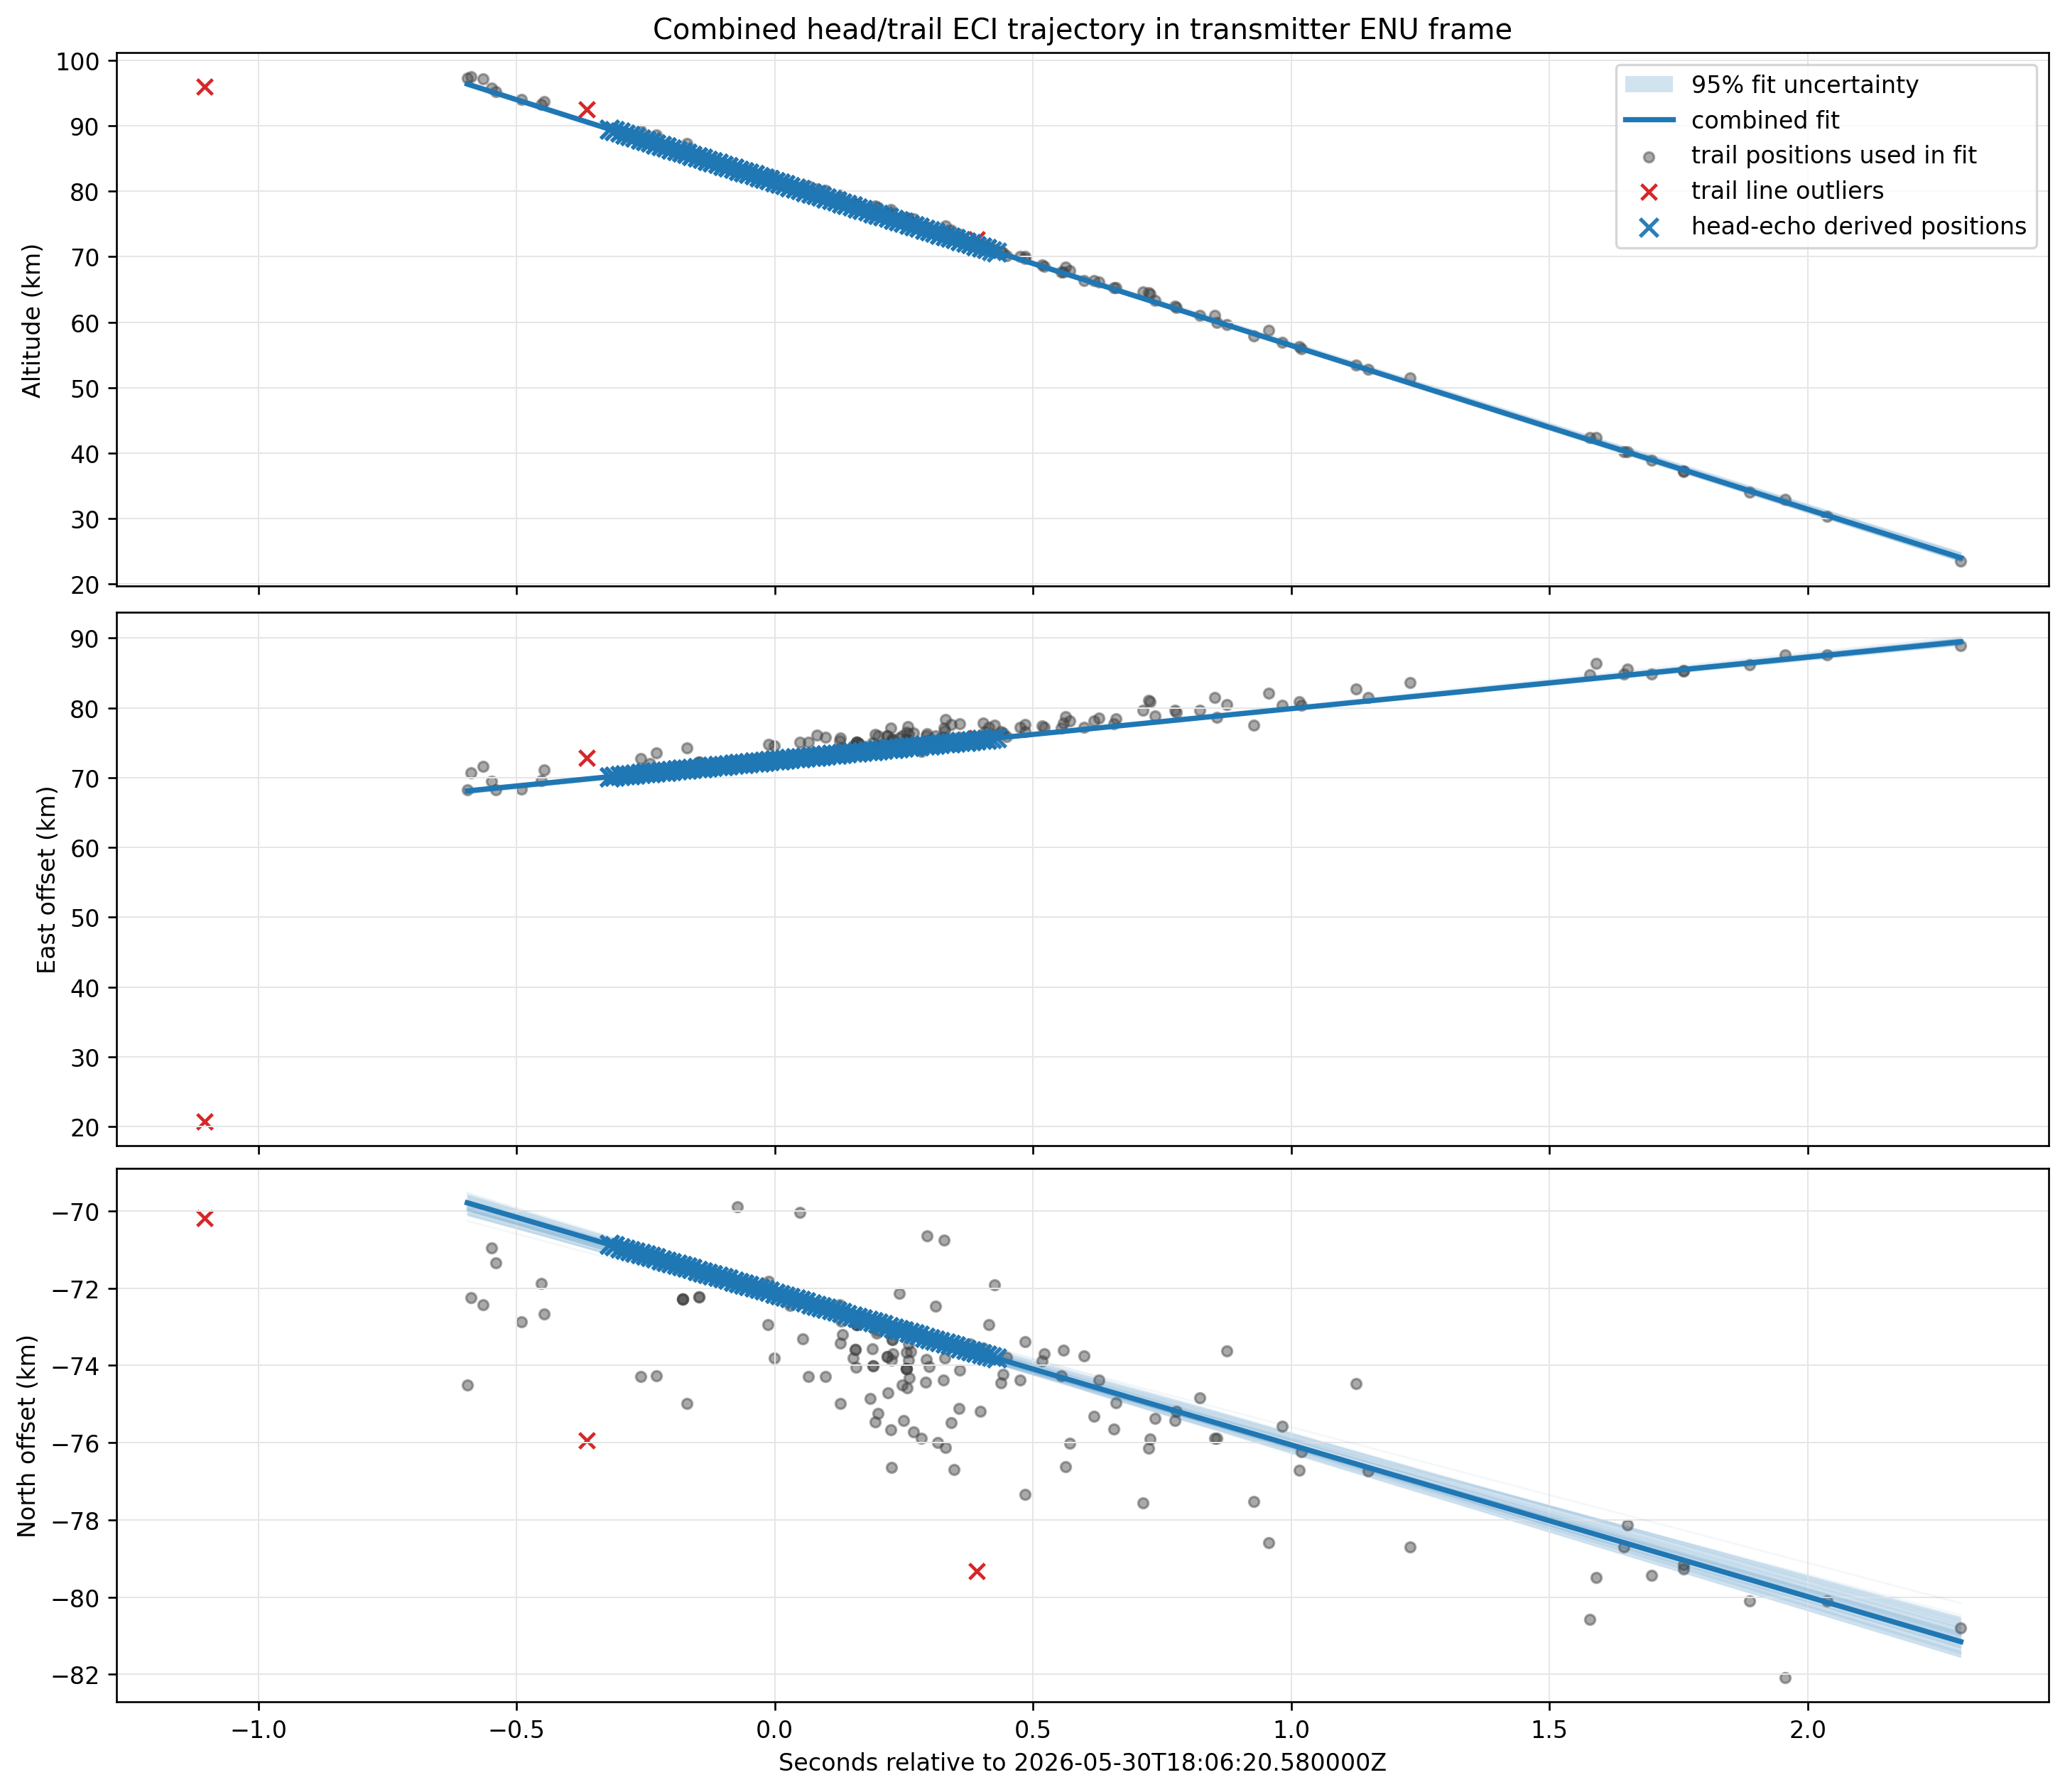 Combined head/trail ECI trajectory in transmitter ENU frame
100
90
80
70
60
50
40
30
20
Altitude (km)
95% fit uncertainty
combined fit
trail positions used in fit
trail line outliers
head-echo derived positions
90
80
70
60
50
40
30
20
East offset (km)
−70
−72
−74
−76
−78
−80
−82
North offset (km)
−1.0 −0.5 0.0 0.5 1.0 1.5 2.0
Seconds relative to 2026-05-30T18:06:20.580000Z